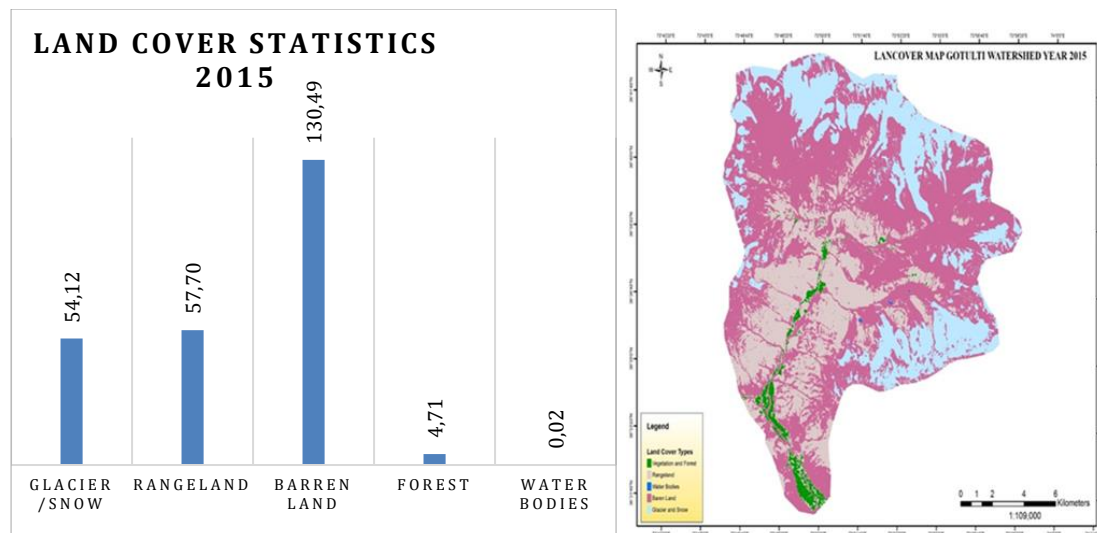 LAND COVER STATISTICS
2015
54,12
57,70
130,49
4,71
0,02
GLACIER
/SNOW
RANGELAND
BARREN
LAND
FOREST
WATER
BODIES
LANCOVER MAP GOTULTI WATERSHED YEAR 2015
N
W
E
S
Legend
Land Cover Types
Vegetation and Forest
Rangeland
Water Bodies
Baren Land
Glazier and Snow
0 1 2 4 6
Kilometers
1:109,000